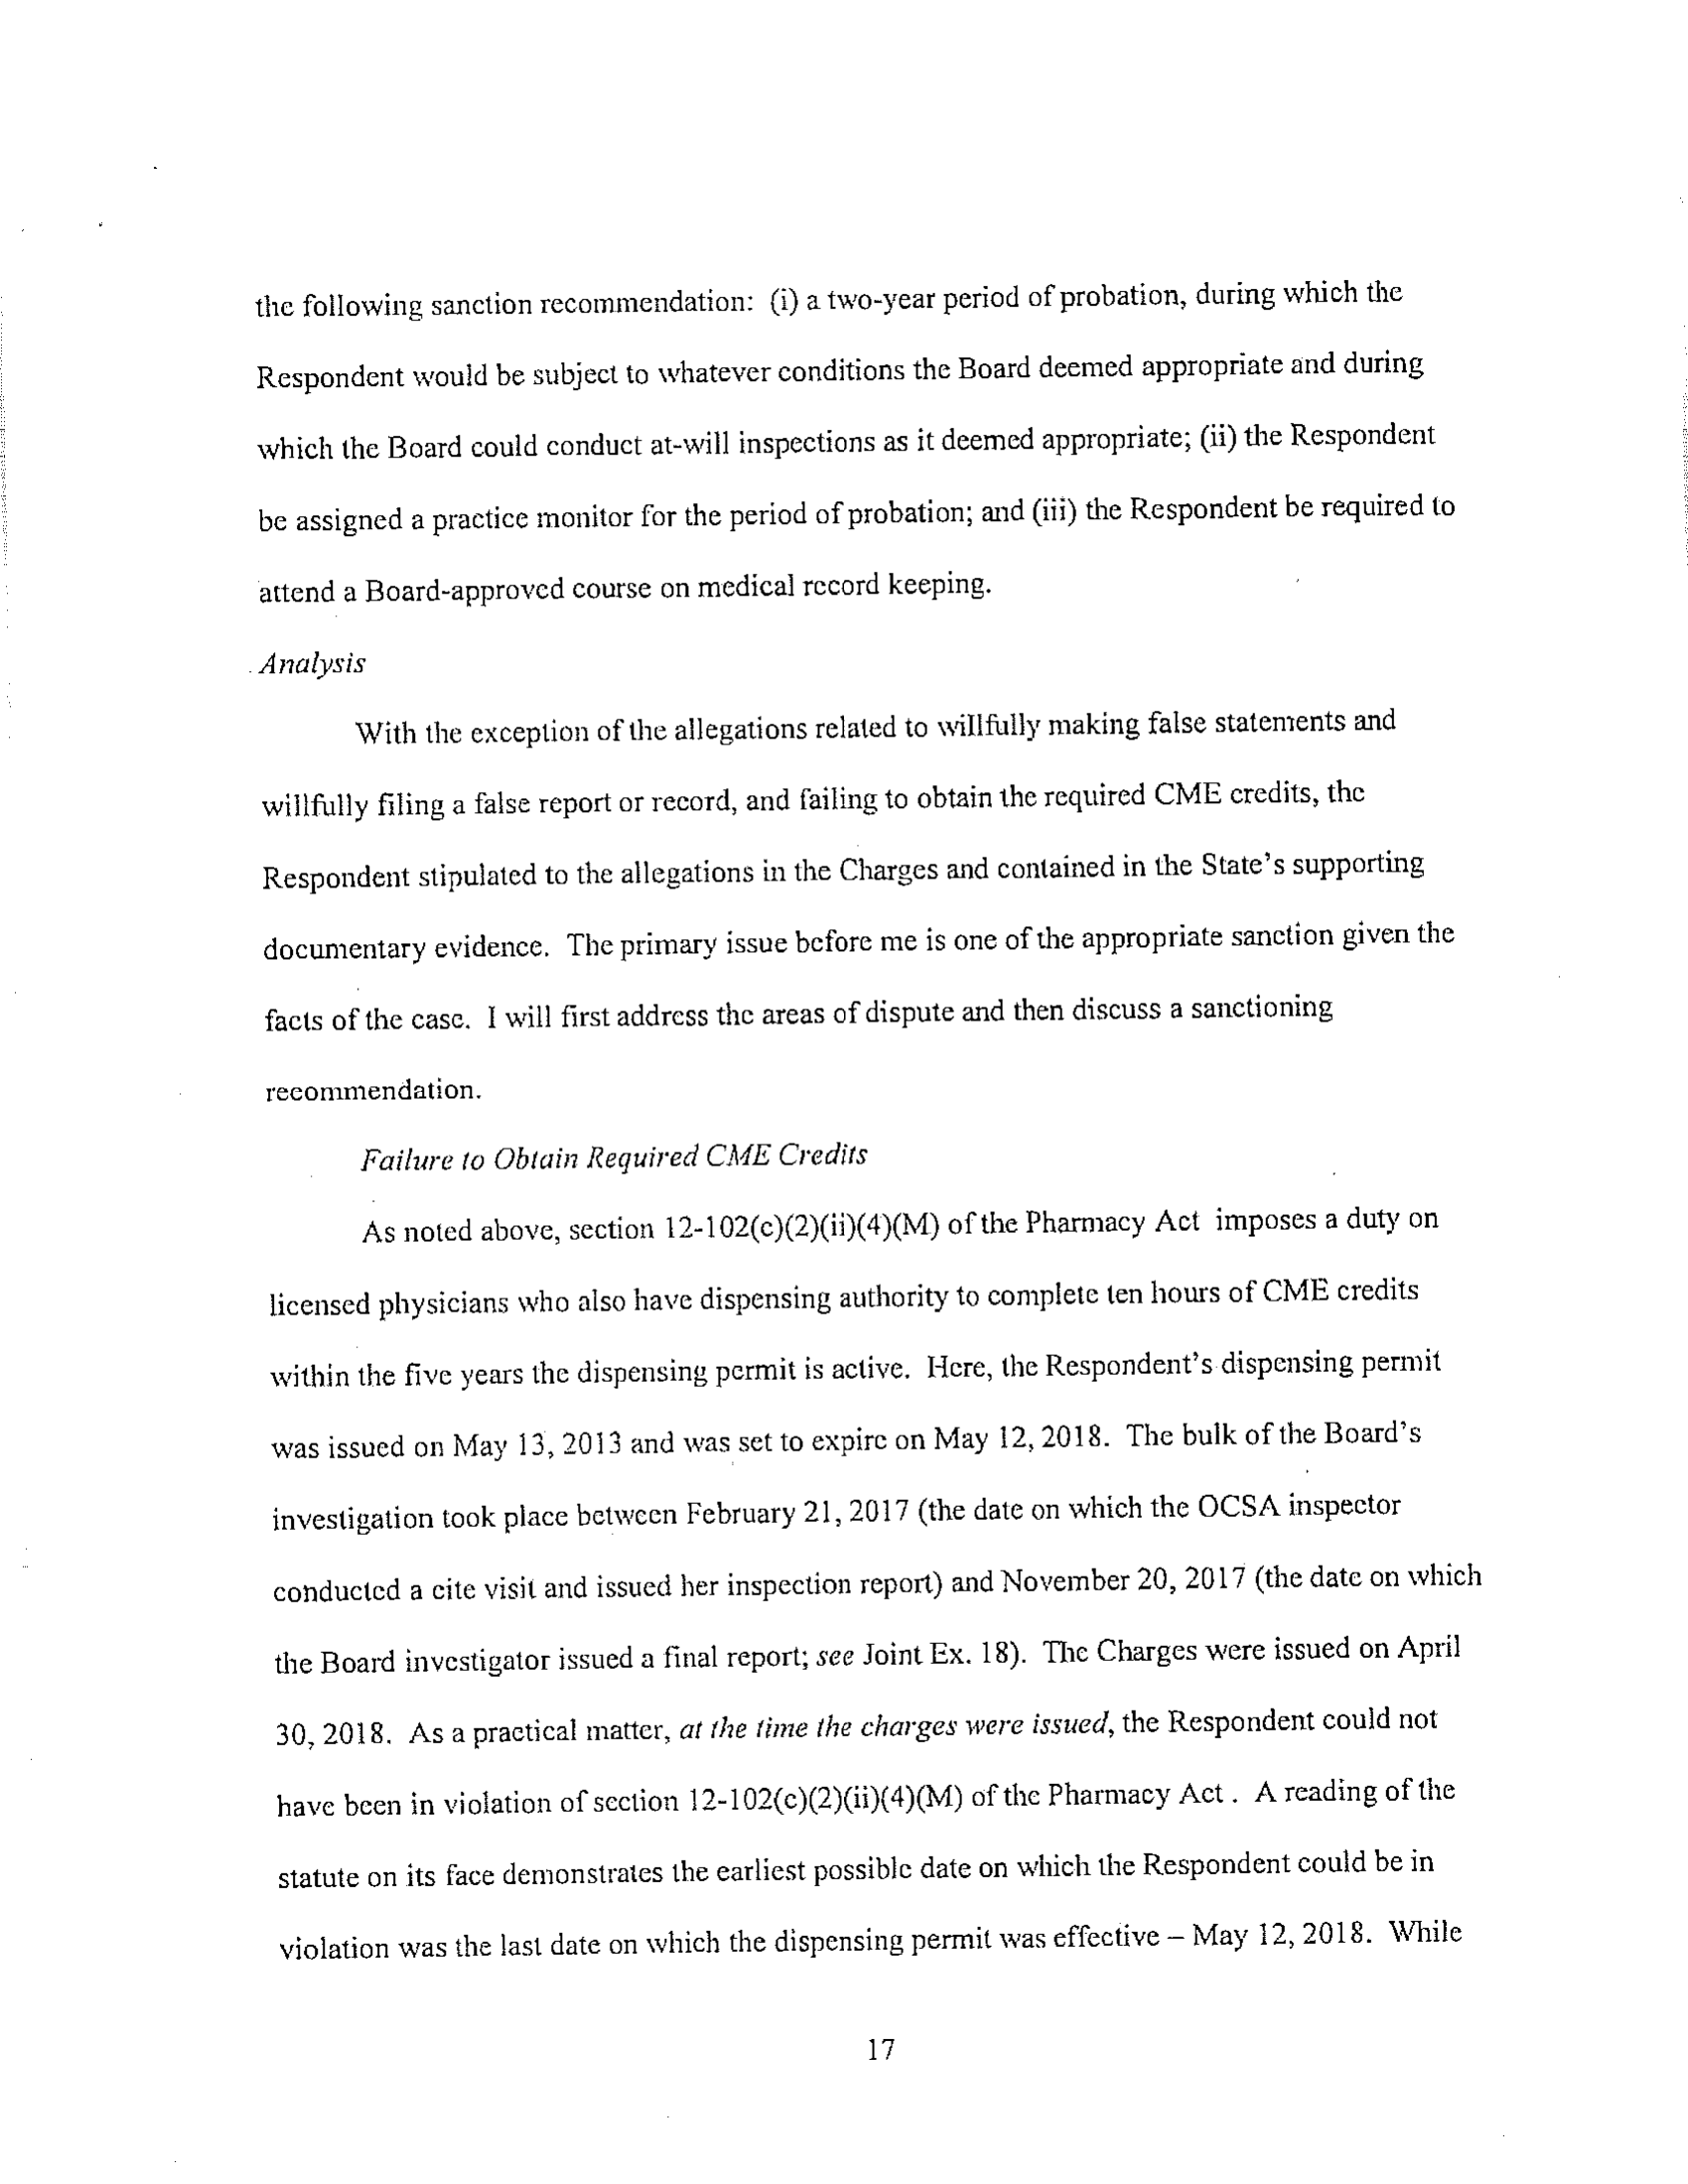 the following sanction recommendation: (i) a two-year period of probation, during which the
Respondent would be subject to whatever conditions the Board deemed appropriate and during
which the Board could conduct at-will inspections as it deemed appropriate; (ii) the Respondent
be assigned a practice monitor for the period of probation; and (iii) the Respondent be required to
attend a Board-approved course on medical record keeping.
Analysis
With the exception of the allegations related to willfully making false statements and
willfully filing a false report or record, and failing to obtain the required CME credits, the
Respondent stipulated to the allegations in the Charges and contained in the State's supporting
documentary evidence. The primary issue before me is one of the appropriate sanction given the
facts of the case. I will first address the areas of dispute and then discuss a sanctioning
recommendation.
Failure to Obtain Required CME Credits
As noted above, section 12-102(c)(2)(ii)(4)(M) of the Pharmacy Act imposes a duty on
licensed physicians who also have dispensing authority to complete ten hours of CME credits
within the five years the dispensing permit is active. Here, the Respondent's dispensing permit
was issued on May 13, 2013 and was set to expire on May 12, 2018. The bulk of the Board's
investigation took place between February 21, 2017 (the date on which the OCSA inspector
conducted a cite visit and issued her inspection report) and November 20, 2017 (the date on which
the Board investigator issued a final report; see Joint Ex. 18). The Charges were issued on April
30, 2018. As a practical matter, at the time the charges were issued, the Respondent could not
have been in violation of section 12-102(c)(2)(ii)(4)(M) of the Pharmacy Act . A reading of the
statute on its face demonstrates the earliest possible date on which the Respondent could be in
violation was the last date on which the dispensing permit was effective – May 12, 2018. While
17